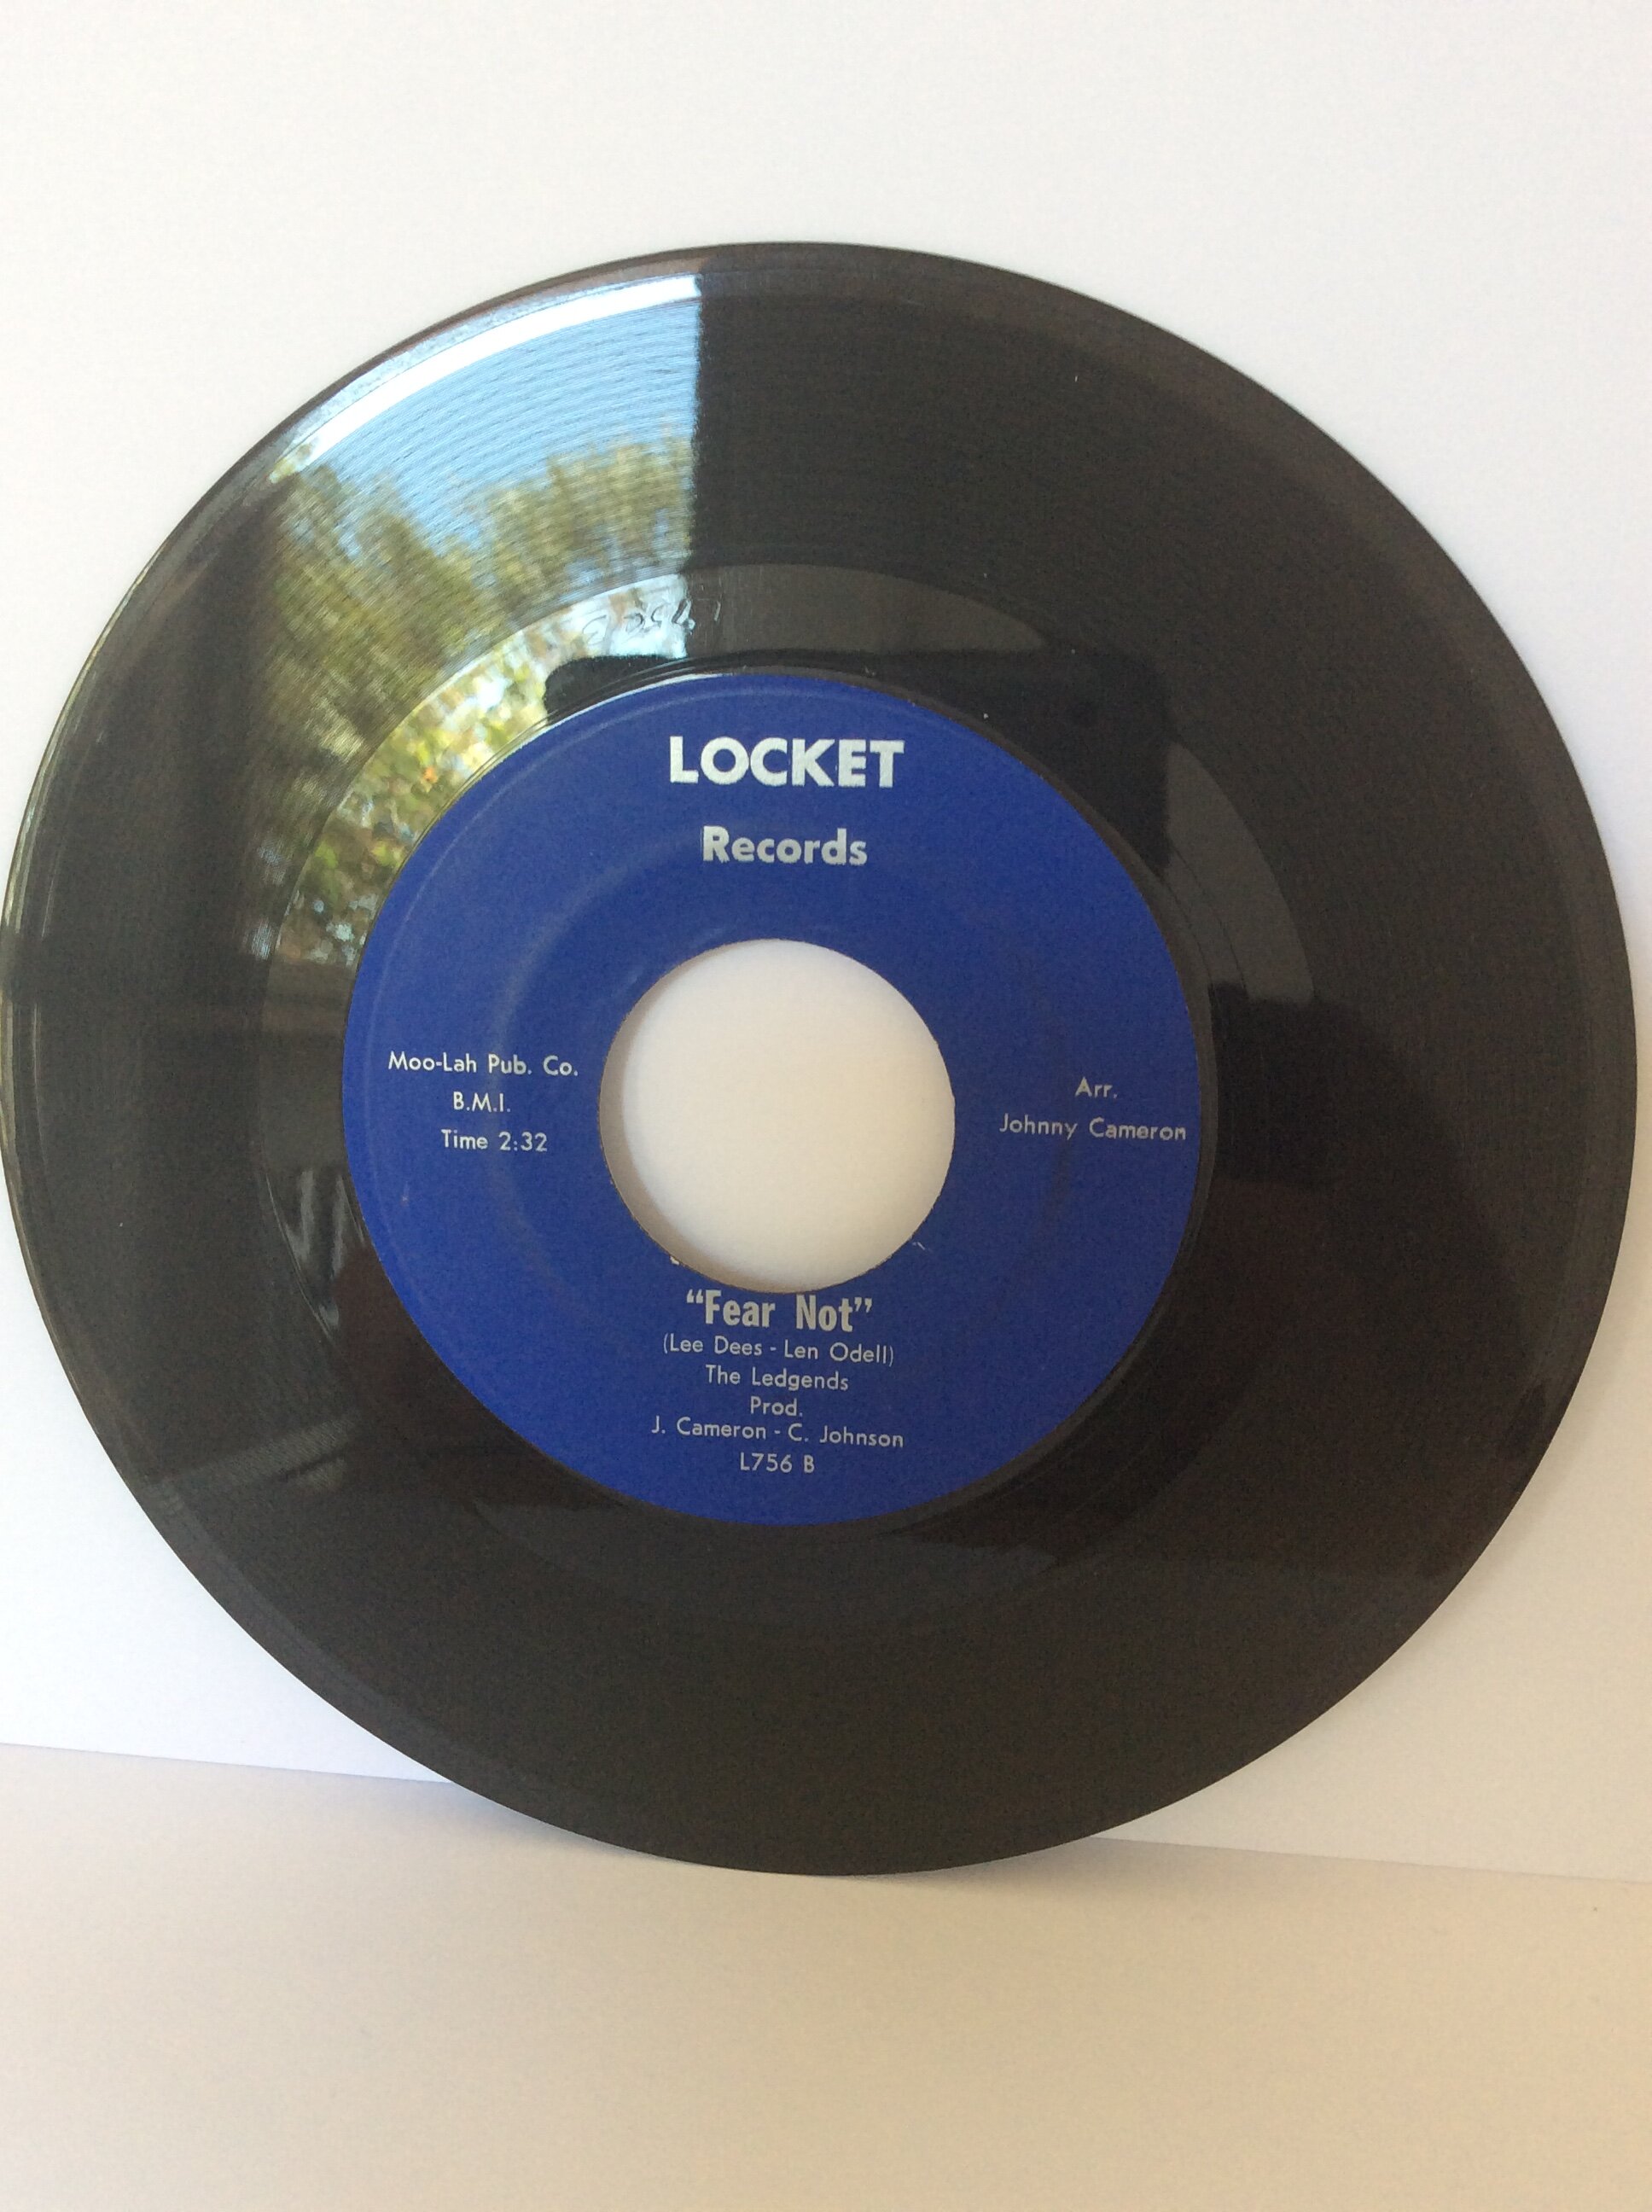 LOCKET
Records
Moo-Lah Pub. Co.
B.M.I.
Time 2:32
Arr.
Johnny Cameron
“Fear Not”
(Lee Dees - Len Odell)
The Ledgends
Prod.
J. Cameron - C. Johnson
L756 B